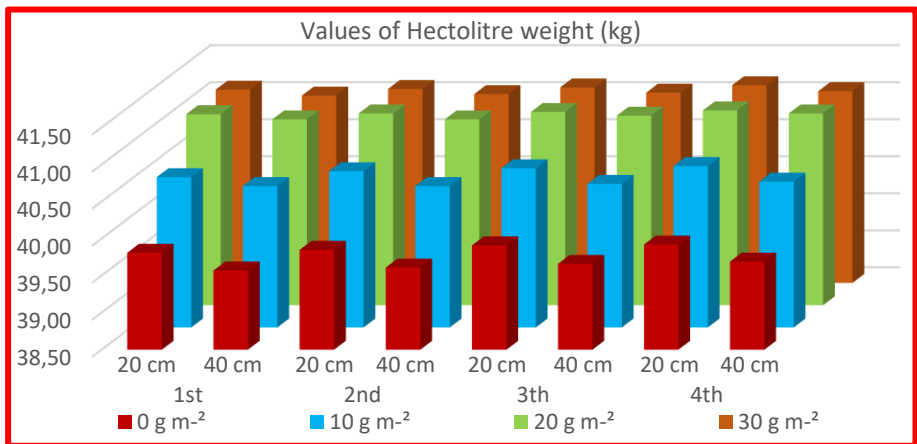 Values of Hectolitre weight (kg)
41,50
41,00
40,50
40,00
39,50
39,00
38,50
20 cm 40 cm 20 cm 40 cm 20 cm 40 cm 20 cm 40 cm
1st 2nd 3th 4th
0 g m-² 10 g m-² 20 g m-² 30 g m-²